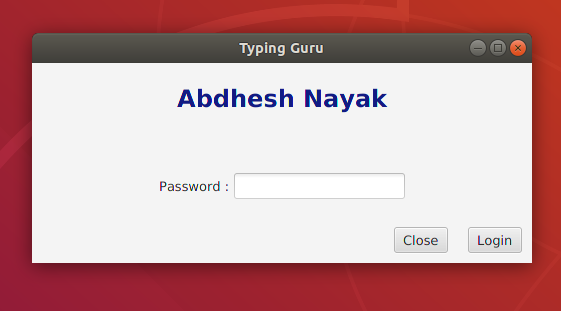 Typing Guru
Abdhesh Nayak
Password :
Close Login